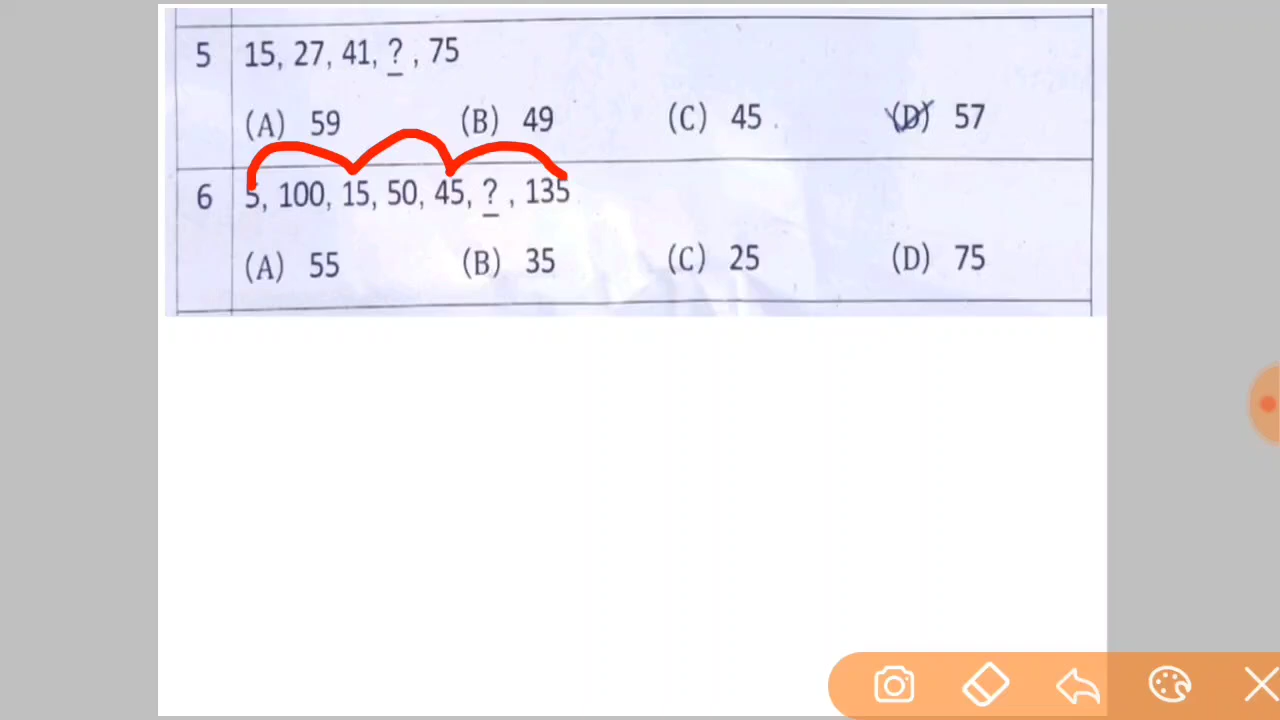 5 15, 27, 41, ? , 75
(A) 59 (B) 49 (C) 45 (D) 57
6 5, 100, 15, 50, 45, ? , 135
(A) 55 (B) 35 (C) 25 (D) 75